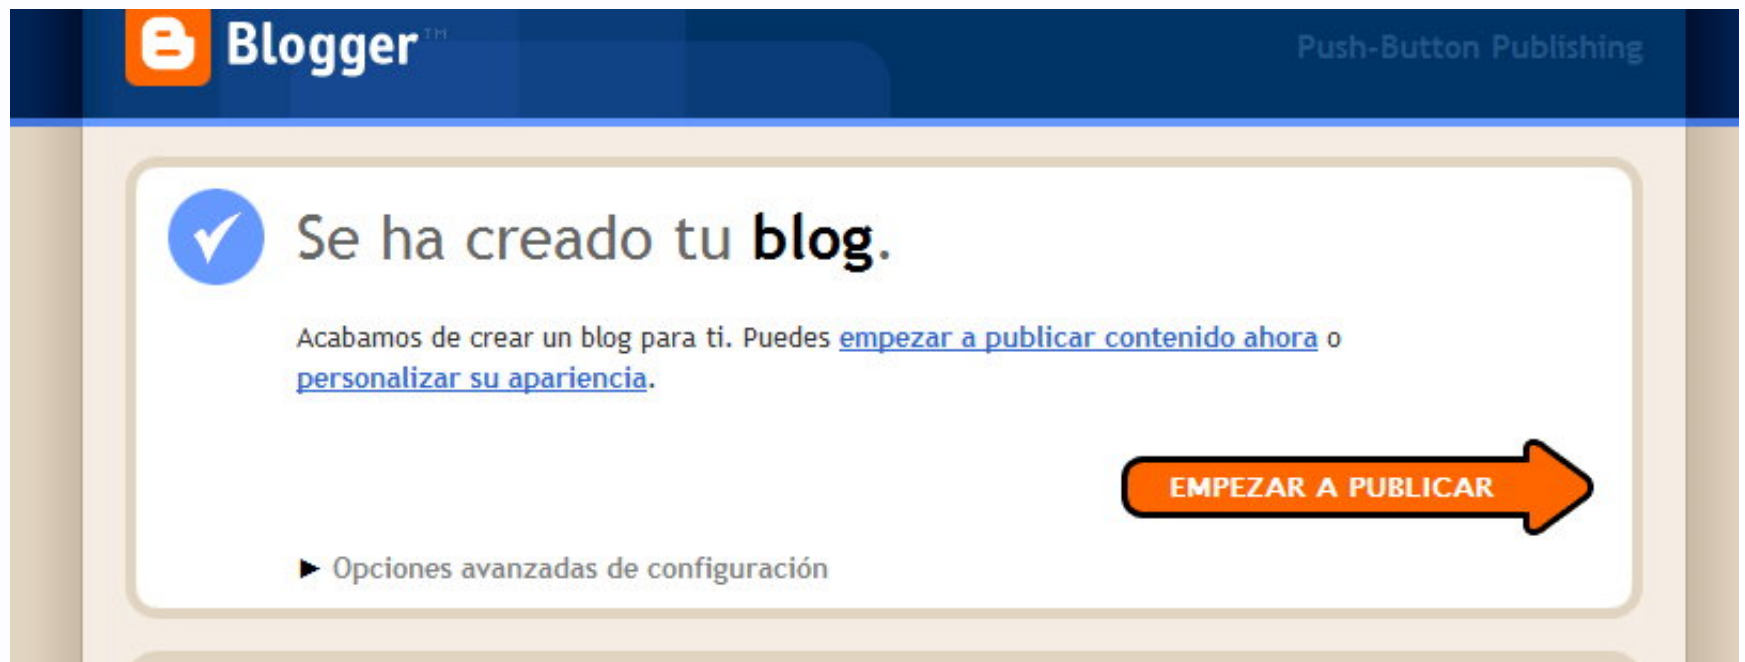 Blogger™
Push-Button Publishing
Se ha creado tu blog.
Acabamos de crear un blog para ti. Puedes empezar a publicar contenido ahora o
personalizar su apariencia.
EMPEZAR A PUBLICAR
► Opciones avanzadas de configuración